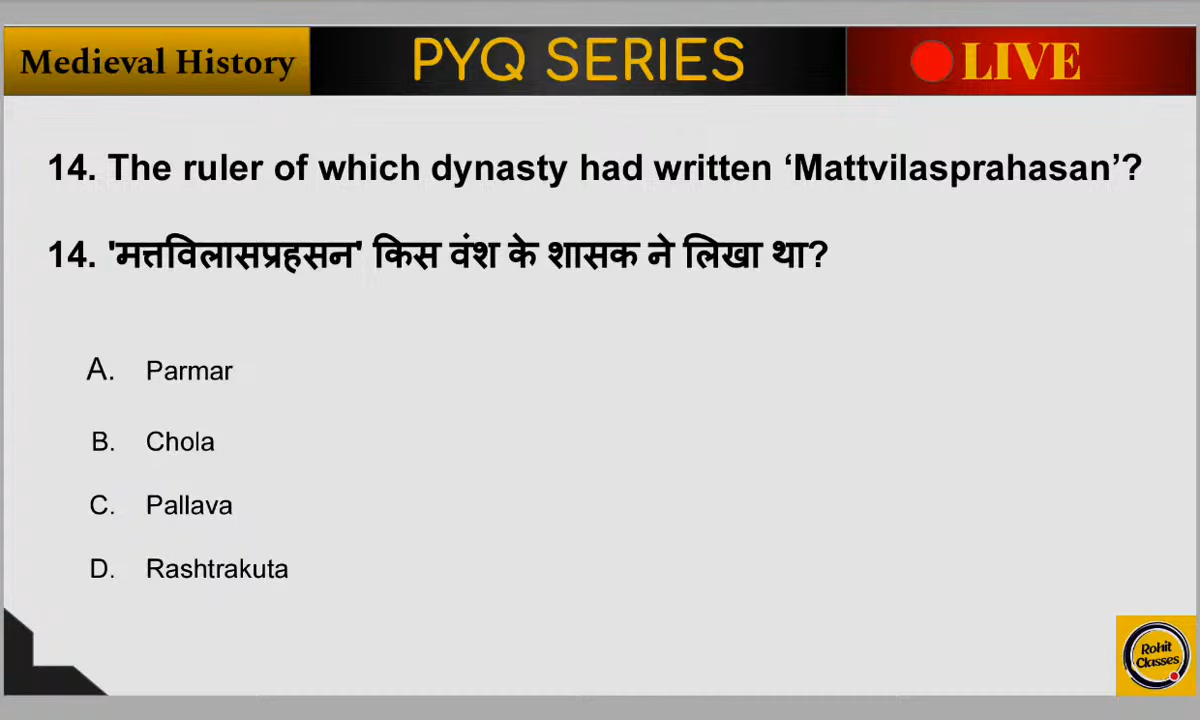 Medieval History
PYQ SERIES
LIVE
14. The ruler of which dynasty had written ‘Mattvilasprahasan’?
14. 'मत्तविलासप्रहसन' किस वंश के शासक ने लिखा था?
A. Parmar
B. Chola
C. Pallava
D. Rashtrakuta
Rohit
Classes